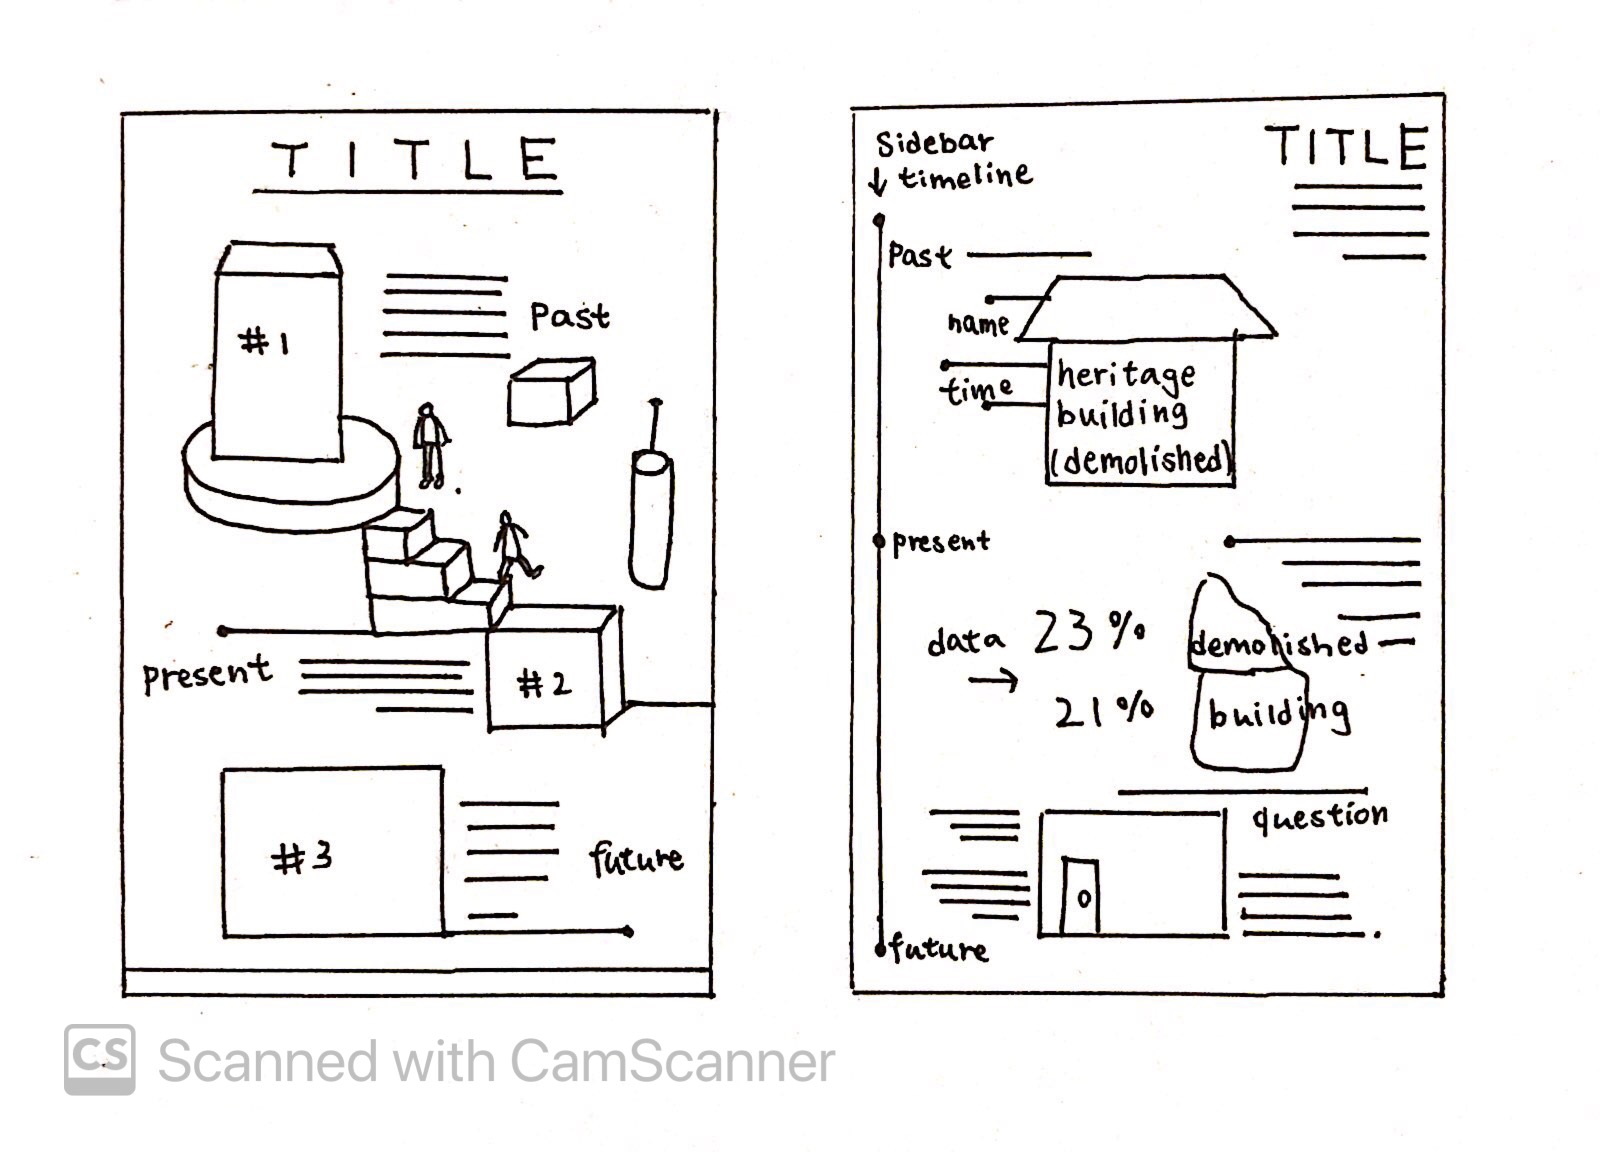 TITLE
#1
Past
present
#2
#3
future
Sidebar
↓ timeline
TITLE
Past
name
time
heritage
building
(demolished)
present
data 23%
→
21%
demolished
building
question
future
CS Scanned with CamScanner